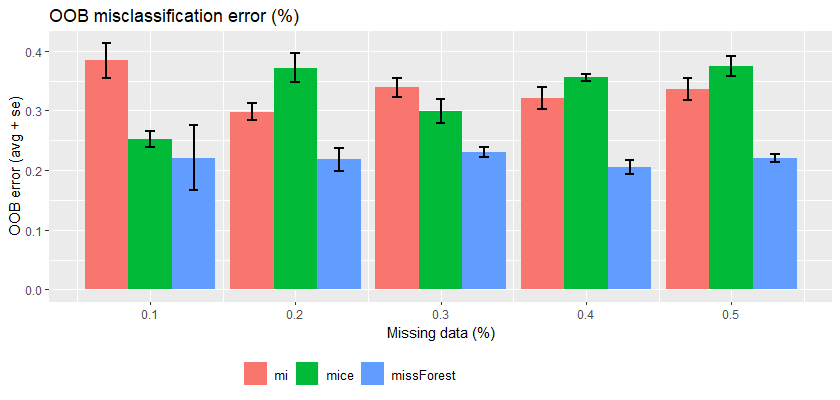 OOB misclassification error (%)
OOB error (avg + se)
0.4
0.3
0.2
0.1
0.0
0.1 0.2 0.3 0.4 0.5
Missing data (%)
mi mice missForest